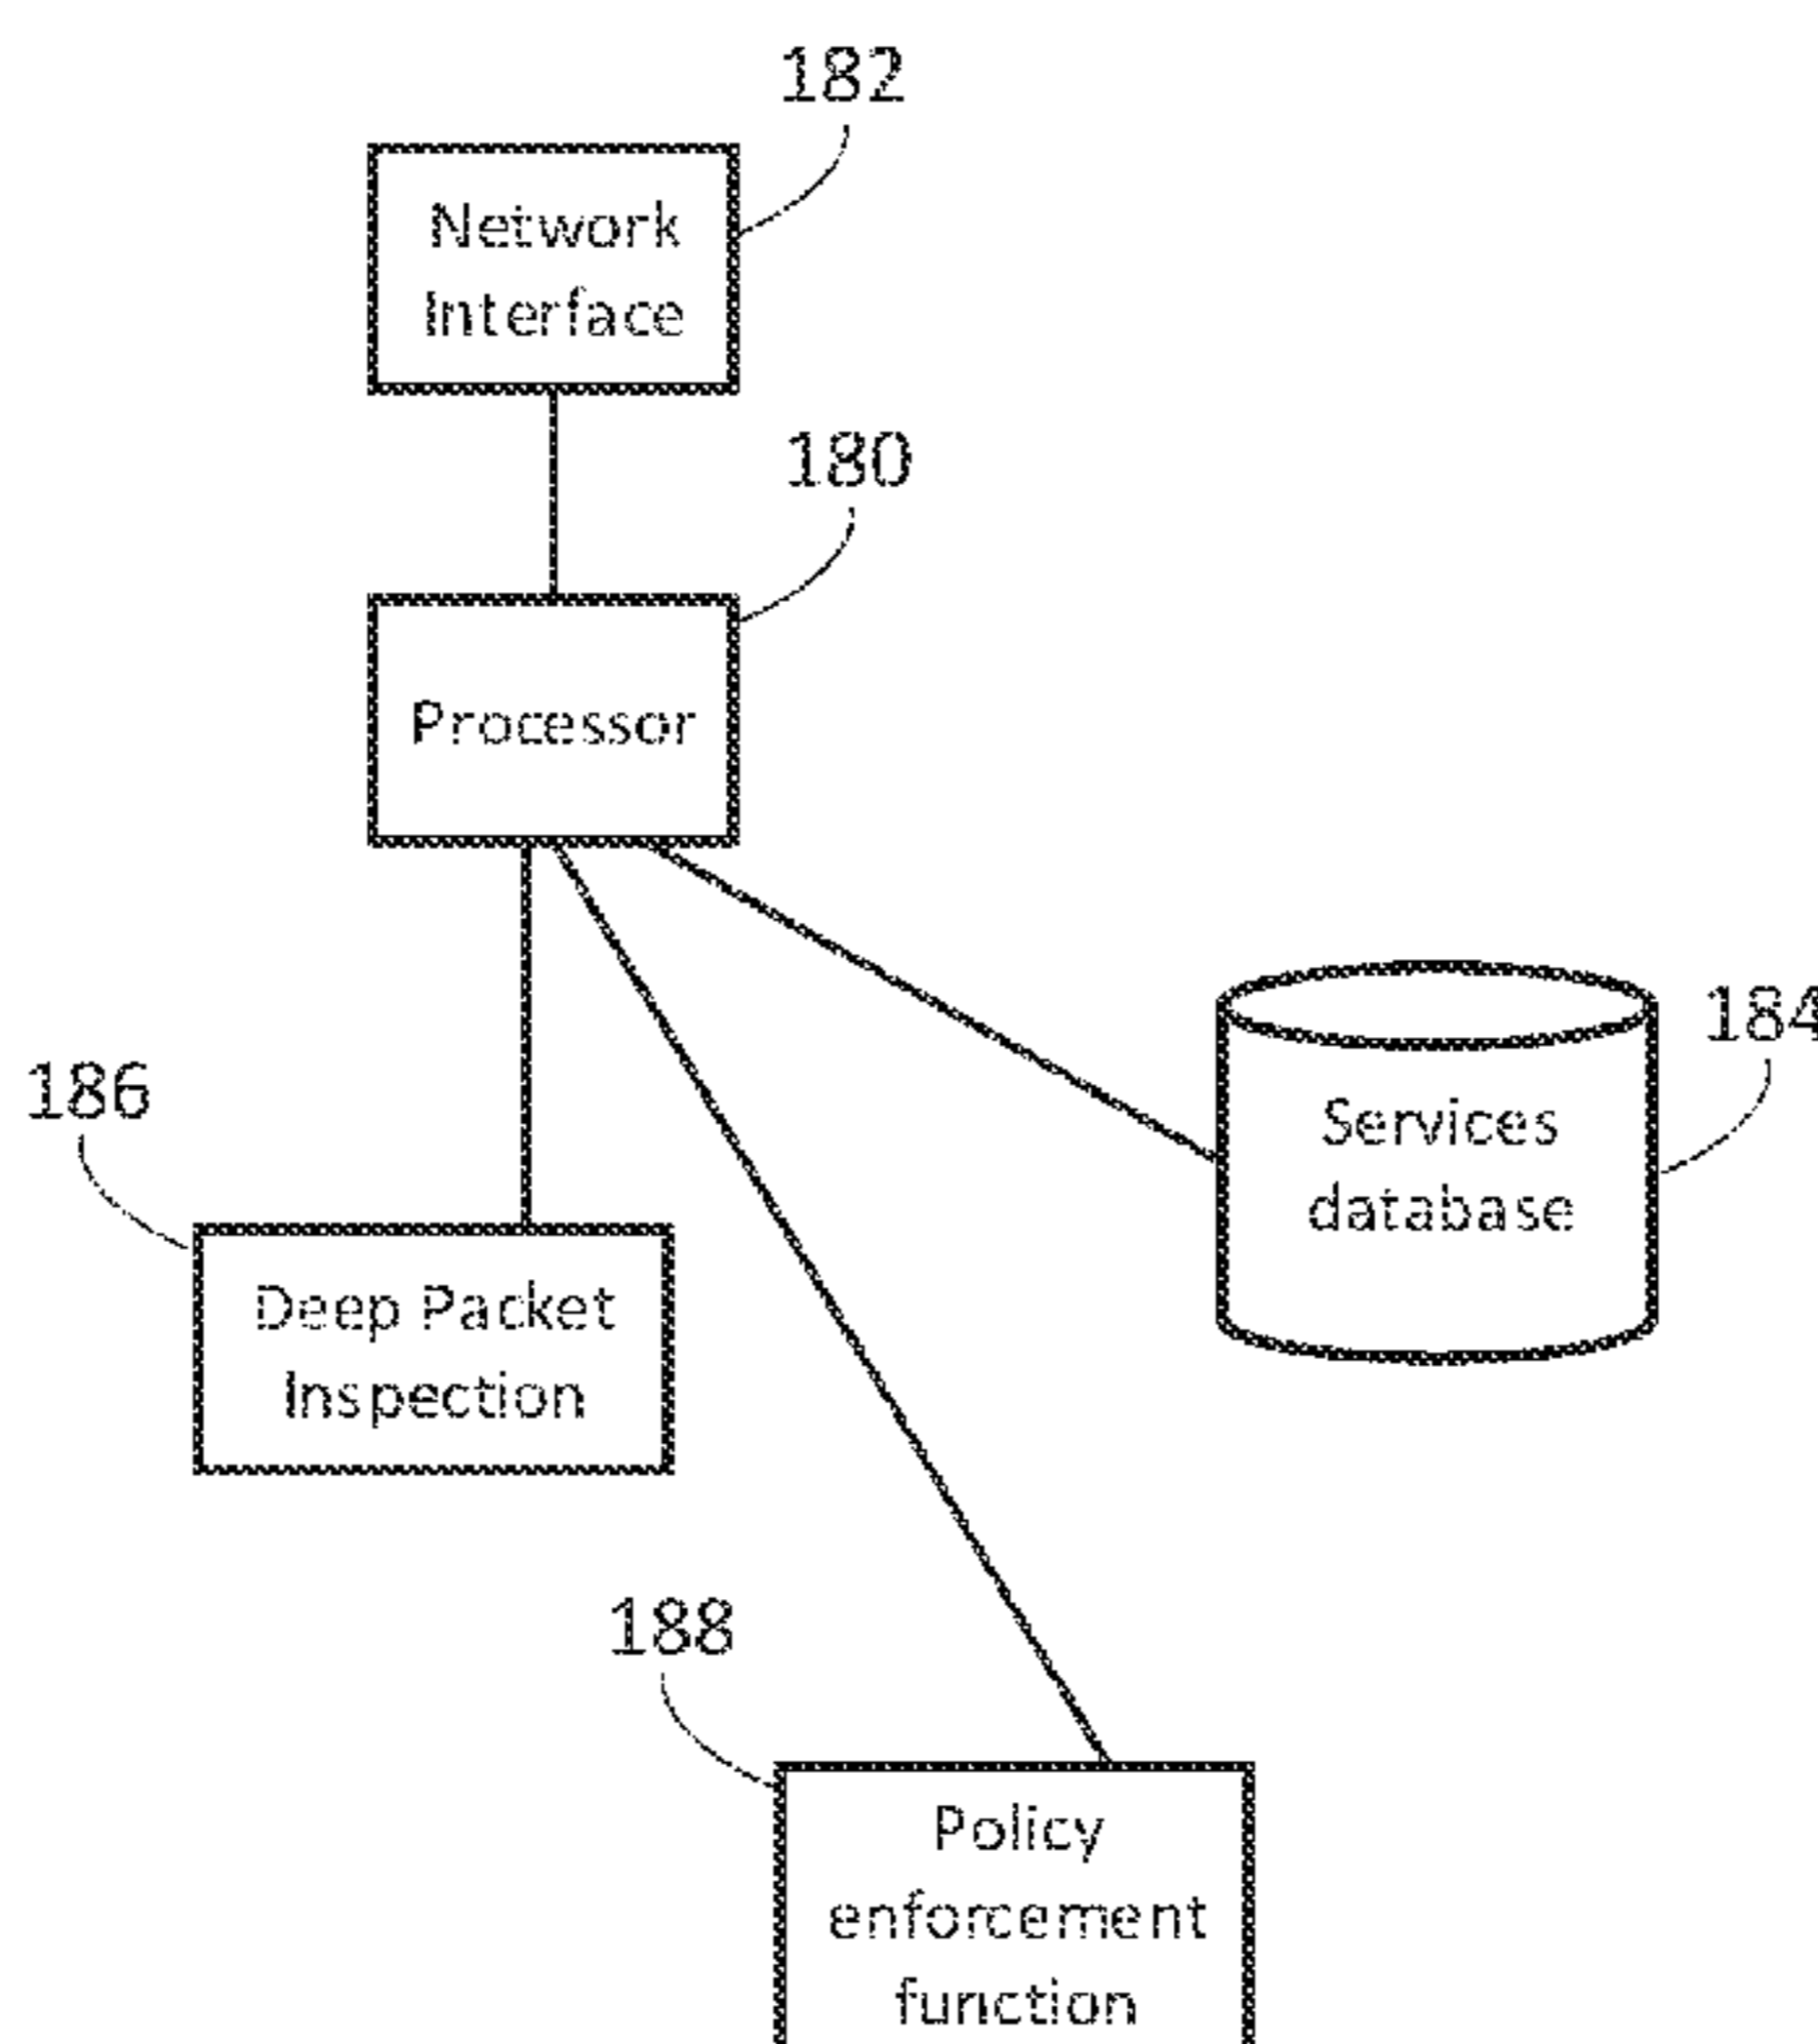 182
Network
Interface
180
Processor
184
Services
database
186
Deep Packet
Inspection
188
Policy
enforcement
function